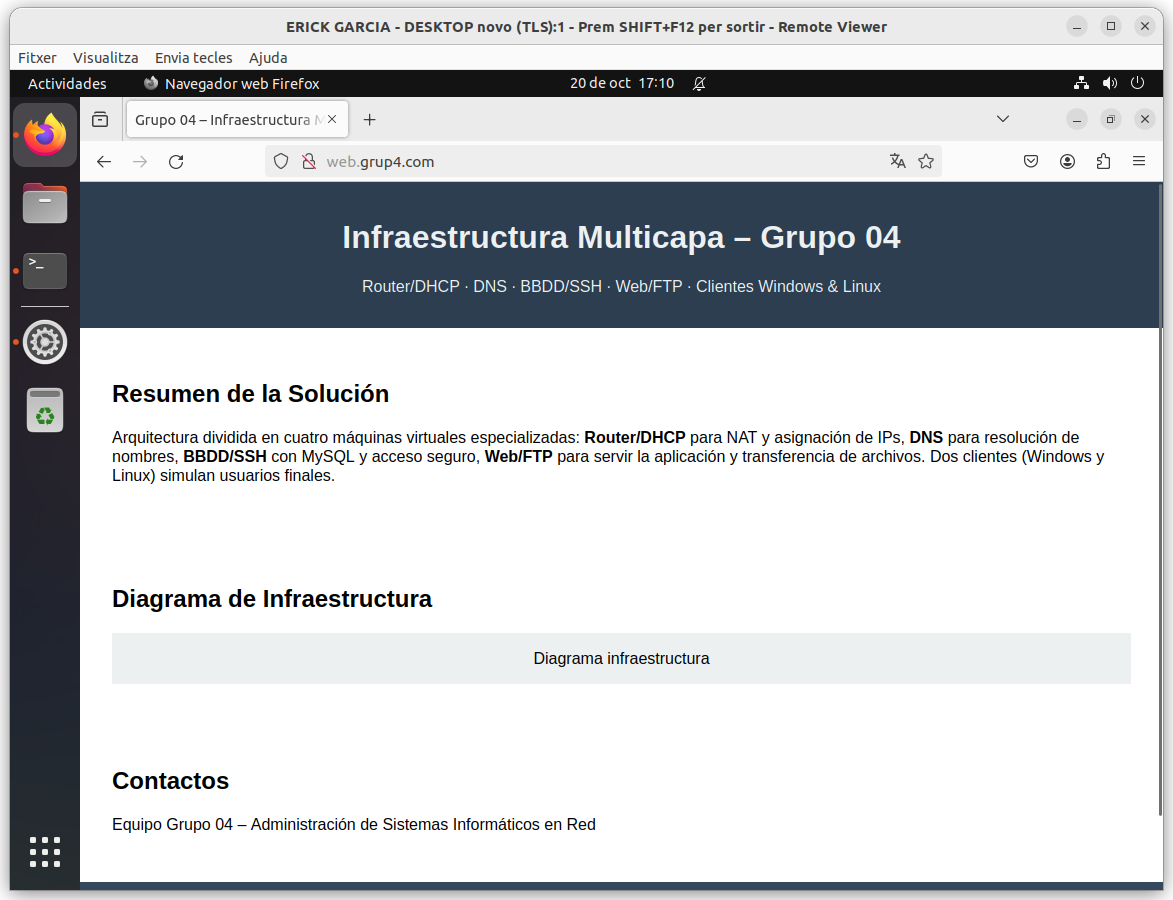 ERICK GARCIA - DESKTOP novo (TLS):1 - Prem SHIFT+F12 per sortir - Remote Viewer
Fitxer Visualitza Envia tecles Ajuda
Actividades Navegador web Firefox 20 de oct 17:10
Grupo 04 – Infraestructura M
web.grup4.com
Infraestructura Multicapa – Grupo 04
Router/DHCP · DNS · BBDD/SSH · Web/FTP · Clientes Windows & Linux
Resumen de la Solución
Arquitectura dividida en cuatro máquinas virtuales especializadas: Router/DHCP para NAT y asignación de IPs, DNS para resolución de
nombres, BBDD/SSH con MySQL y acceso seguro, Web/FTP para servir la aplicación y transferencia de archivos. Dos clientes (Windows y
Linux) simulan usuarios finales.
Diagrama de Infraestructura
Diagrama infraestructura
Contactos
Equipo Grupo 04 – Administración de Sistemas Informáticos en Red